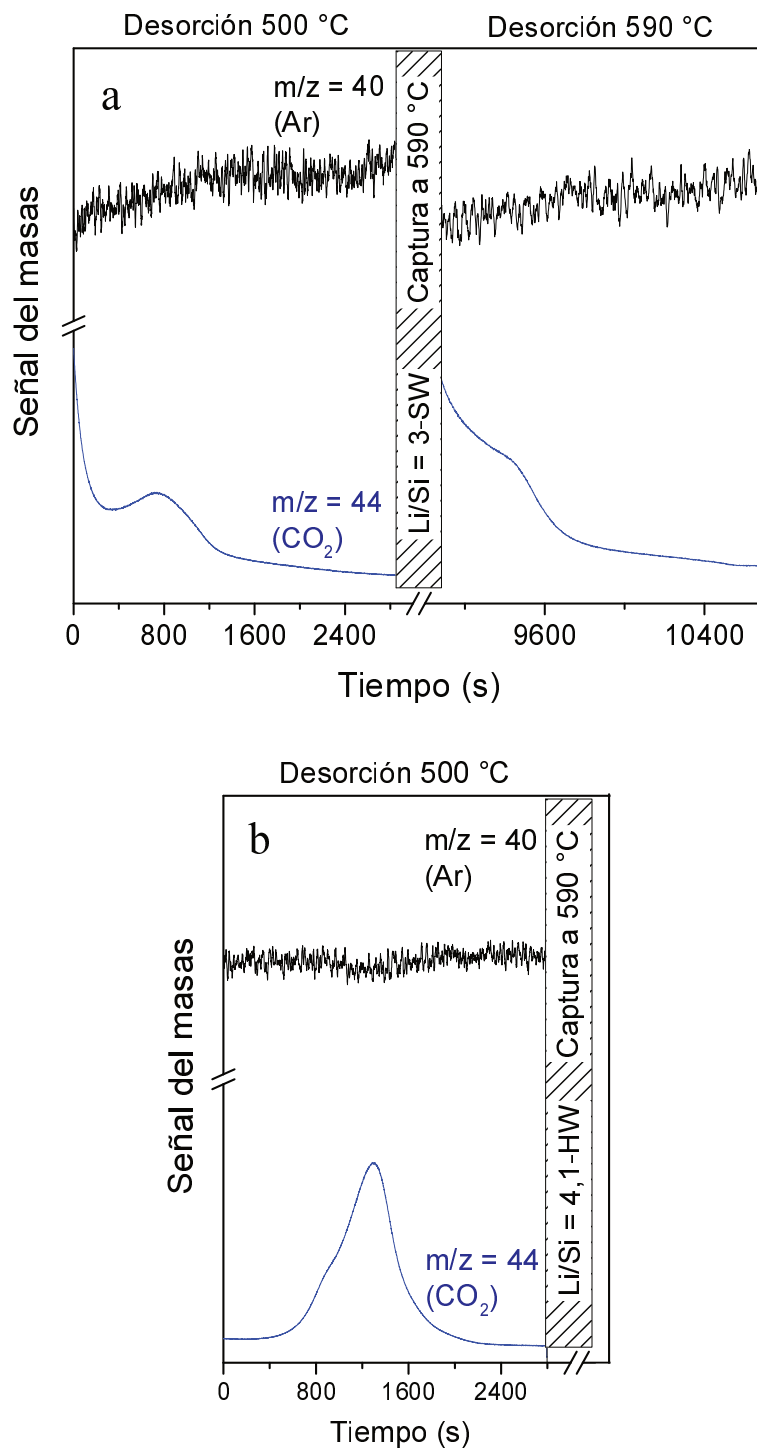 Desorción 500 °C
Desorción 590 °C
a
m/z = 40
(Ar)
Captura a 590 °C
Li/Si = 3-SW
Señal del masas
m/z = 44
(CO₂)
0
800
1600
2400
9600
10400
Tiempo (s)
Desorción 500 °C
b
m/z = 40
(Ar)
Captura a 590 °C
Li/Si = 4,1-HW
Señal del masas
m/z = 44
(CO₂)
0
800
1600
2400
Tiempo (s)